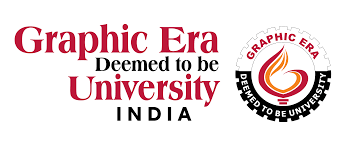 Graphic Era
Deemed to be
University
INDIA
GRAPHIC ERA
DEEMED TO BE UNIVERSITY